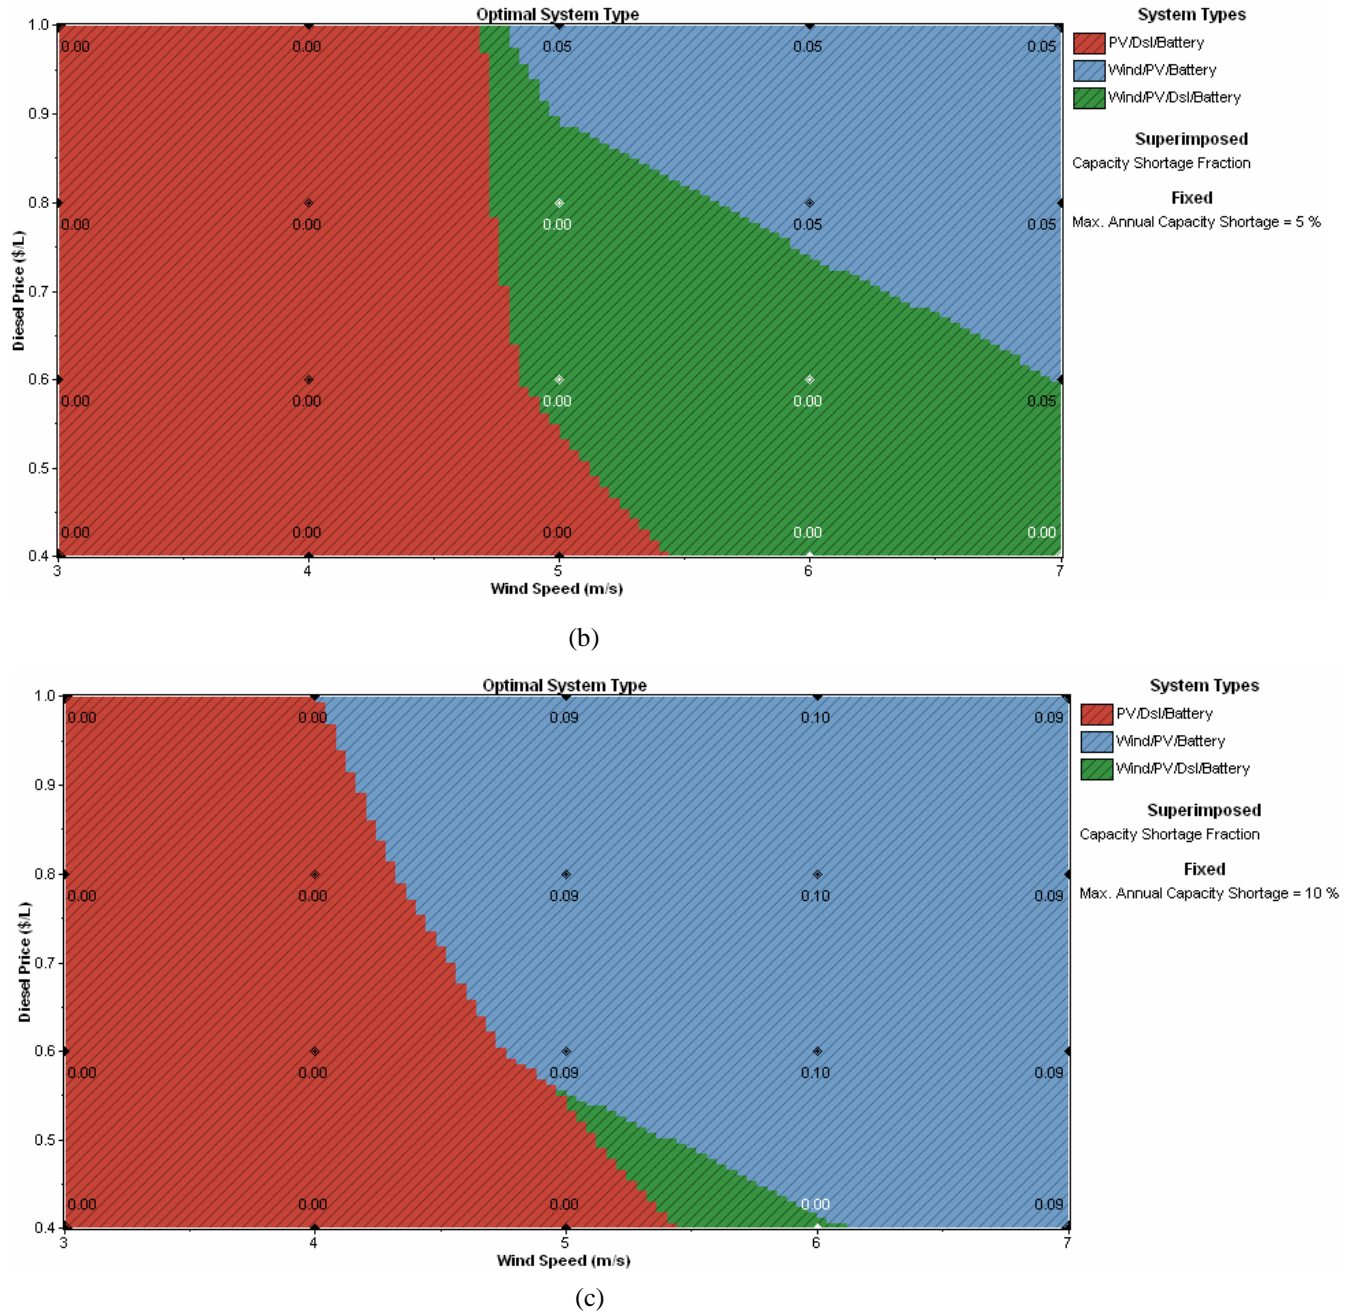 Optimal System Type
System Types
PV/Dsl/Battery
Wind/PV/Battery
Wind/PV/Dsl/Battery
Superimposed
Capacity Shortage Fraction
Fixed
Max. Annual Capacity Shortage = 5 %
Diesel Price ($/L)
1.0
0.9
0.8
0.7
0.6
0.5
0.4
0.00 0.00 0.05 0.05 0.05
0.00 0.00 0.00 0.05 0.05
0.00 0.00 0.00 0.00 0.05
0.00 0.00 0.00 0.00 0.00
3 4 5 6 7
Wind Speed (m/s)
(b)
Optimal System Type
System Types
PV/Dsl/Battery
Wind/PV/Battery
Wind/PV/Dsl/Battery
Superimposed
Capacity Shortage Fraction
Fixed
Max. Annual Capacity Shortage = 10 %
Diesel Price ($/L)
1.0
0.9
0.8
0.7
0.6
0.5
0.4
0.00 0.00 0.09 0.10 0.09
0.00 0.00 0.09 0.10 0.09
0.00 0.00 0.09 0.10 0.09
0.00 0.00 0.00 0.00 0.09
3 4 5 6 7
Wind Speed (m/s)
(c)